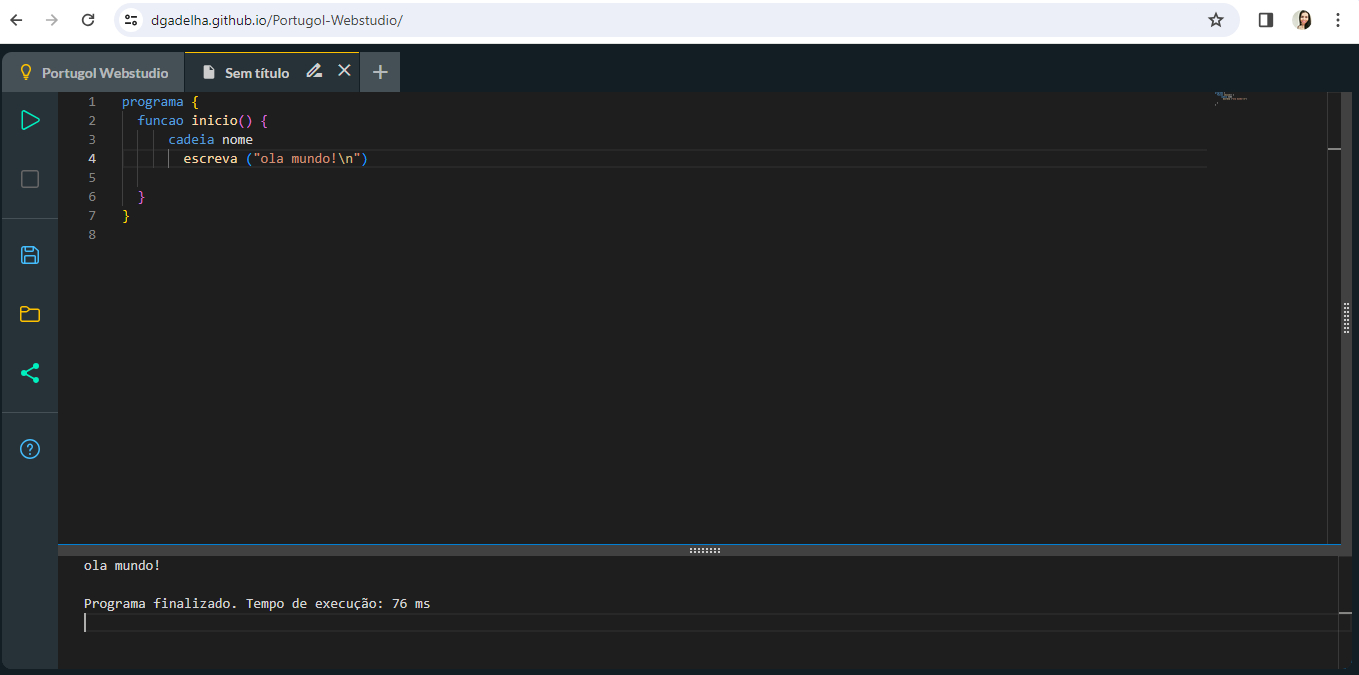 dgadelha.github.io/Portugol-Webstudio/
Portugol Webstudio
Sem título
1 programa {
2 funcao inicio() {
3 cadeia nome
4 escreva ("ola mundo!\n")
5
6 }
7 }
8
ola mundo!
Programa finalizado. Tempo de execução: 76 ms